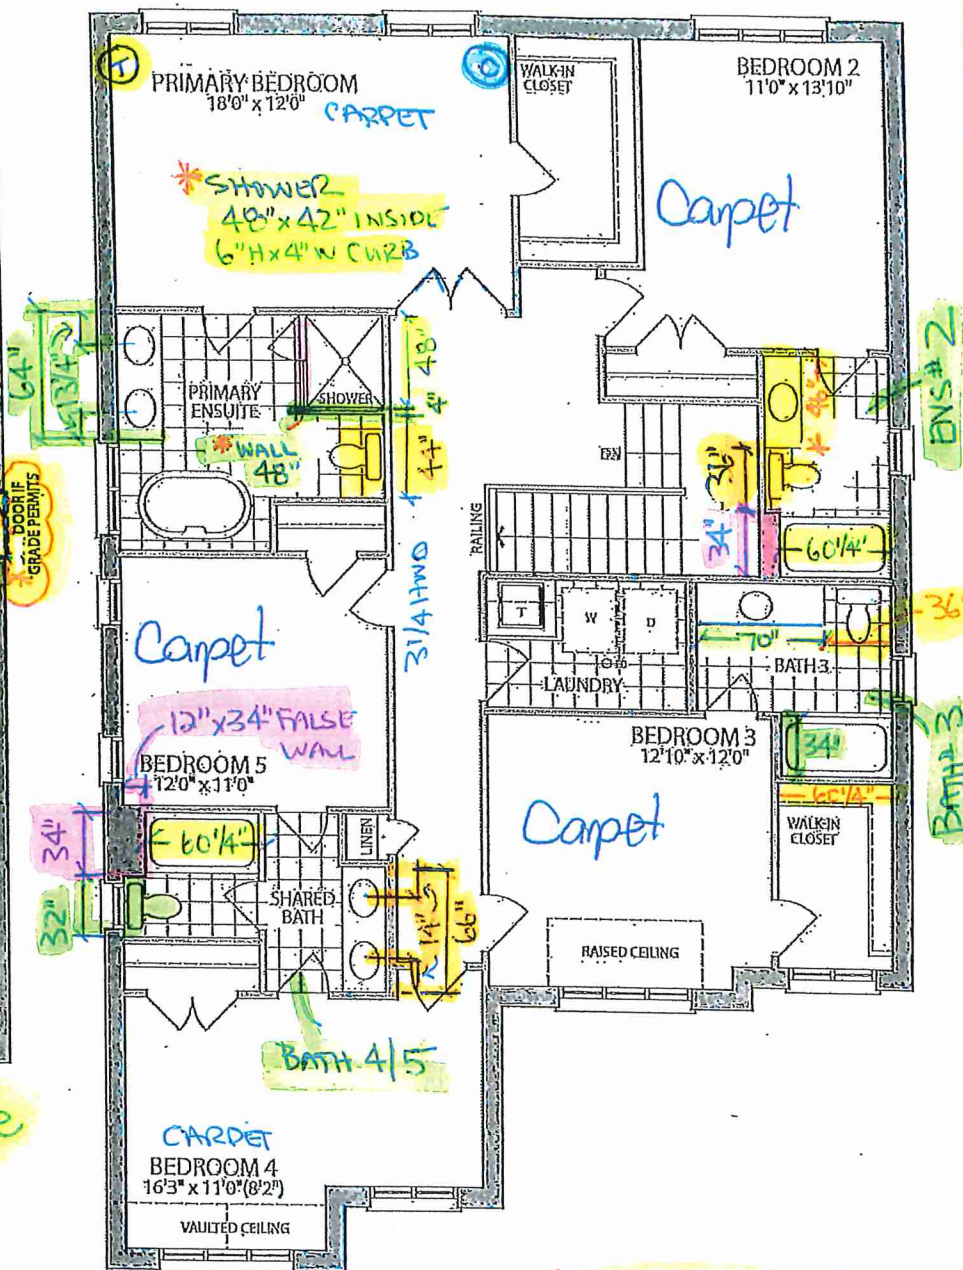 T
PRIMARY BEDROOM
18'0" x 12'0"
CARPET
C
WALK-IN
CLOSET
BEDROOM 2
11'0" x 13'10"
Carpet
* SHOWER
48" x 42" INSIDE
6"H x 4" W CURB
64"
PRIMARY
ENSUITE
SHOWER
48"
4"
44"
* WALL
48"
DOOR IF
GRADE PERMITS
DN
46"
ENS #2
36"
34"
60 1/4"
RAILING
3 1/4 HWD
T
W
D
LAUNDRY
70"
36"
BATH 3
BATH 3
Carpet
12" x 34" FALSE
WALL
BEDROOM 5
12'0" x 11'0"
BEDROOM 3
12'10" x 12'0"
Carpet
34"
60 1/4"
WALK-IN
CLOSET
34"
60 1/4"
LINEN
32"
SHARED
BATH
14"
66"
RAISED CEILING
BATH 4/5
CARPET
BEDROOM 4
16'3" x 11'0" (8'2")
VAULTED CEILING